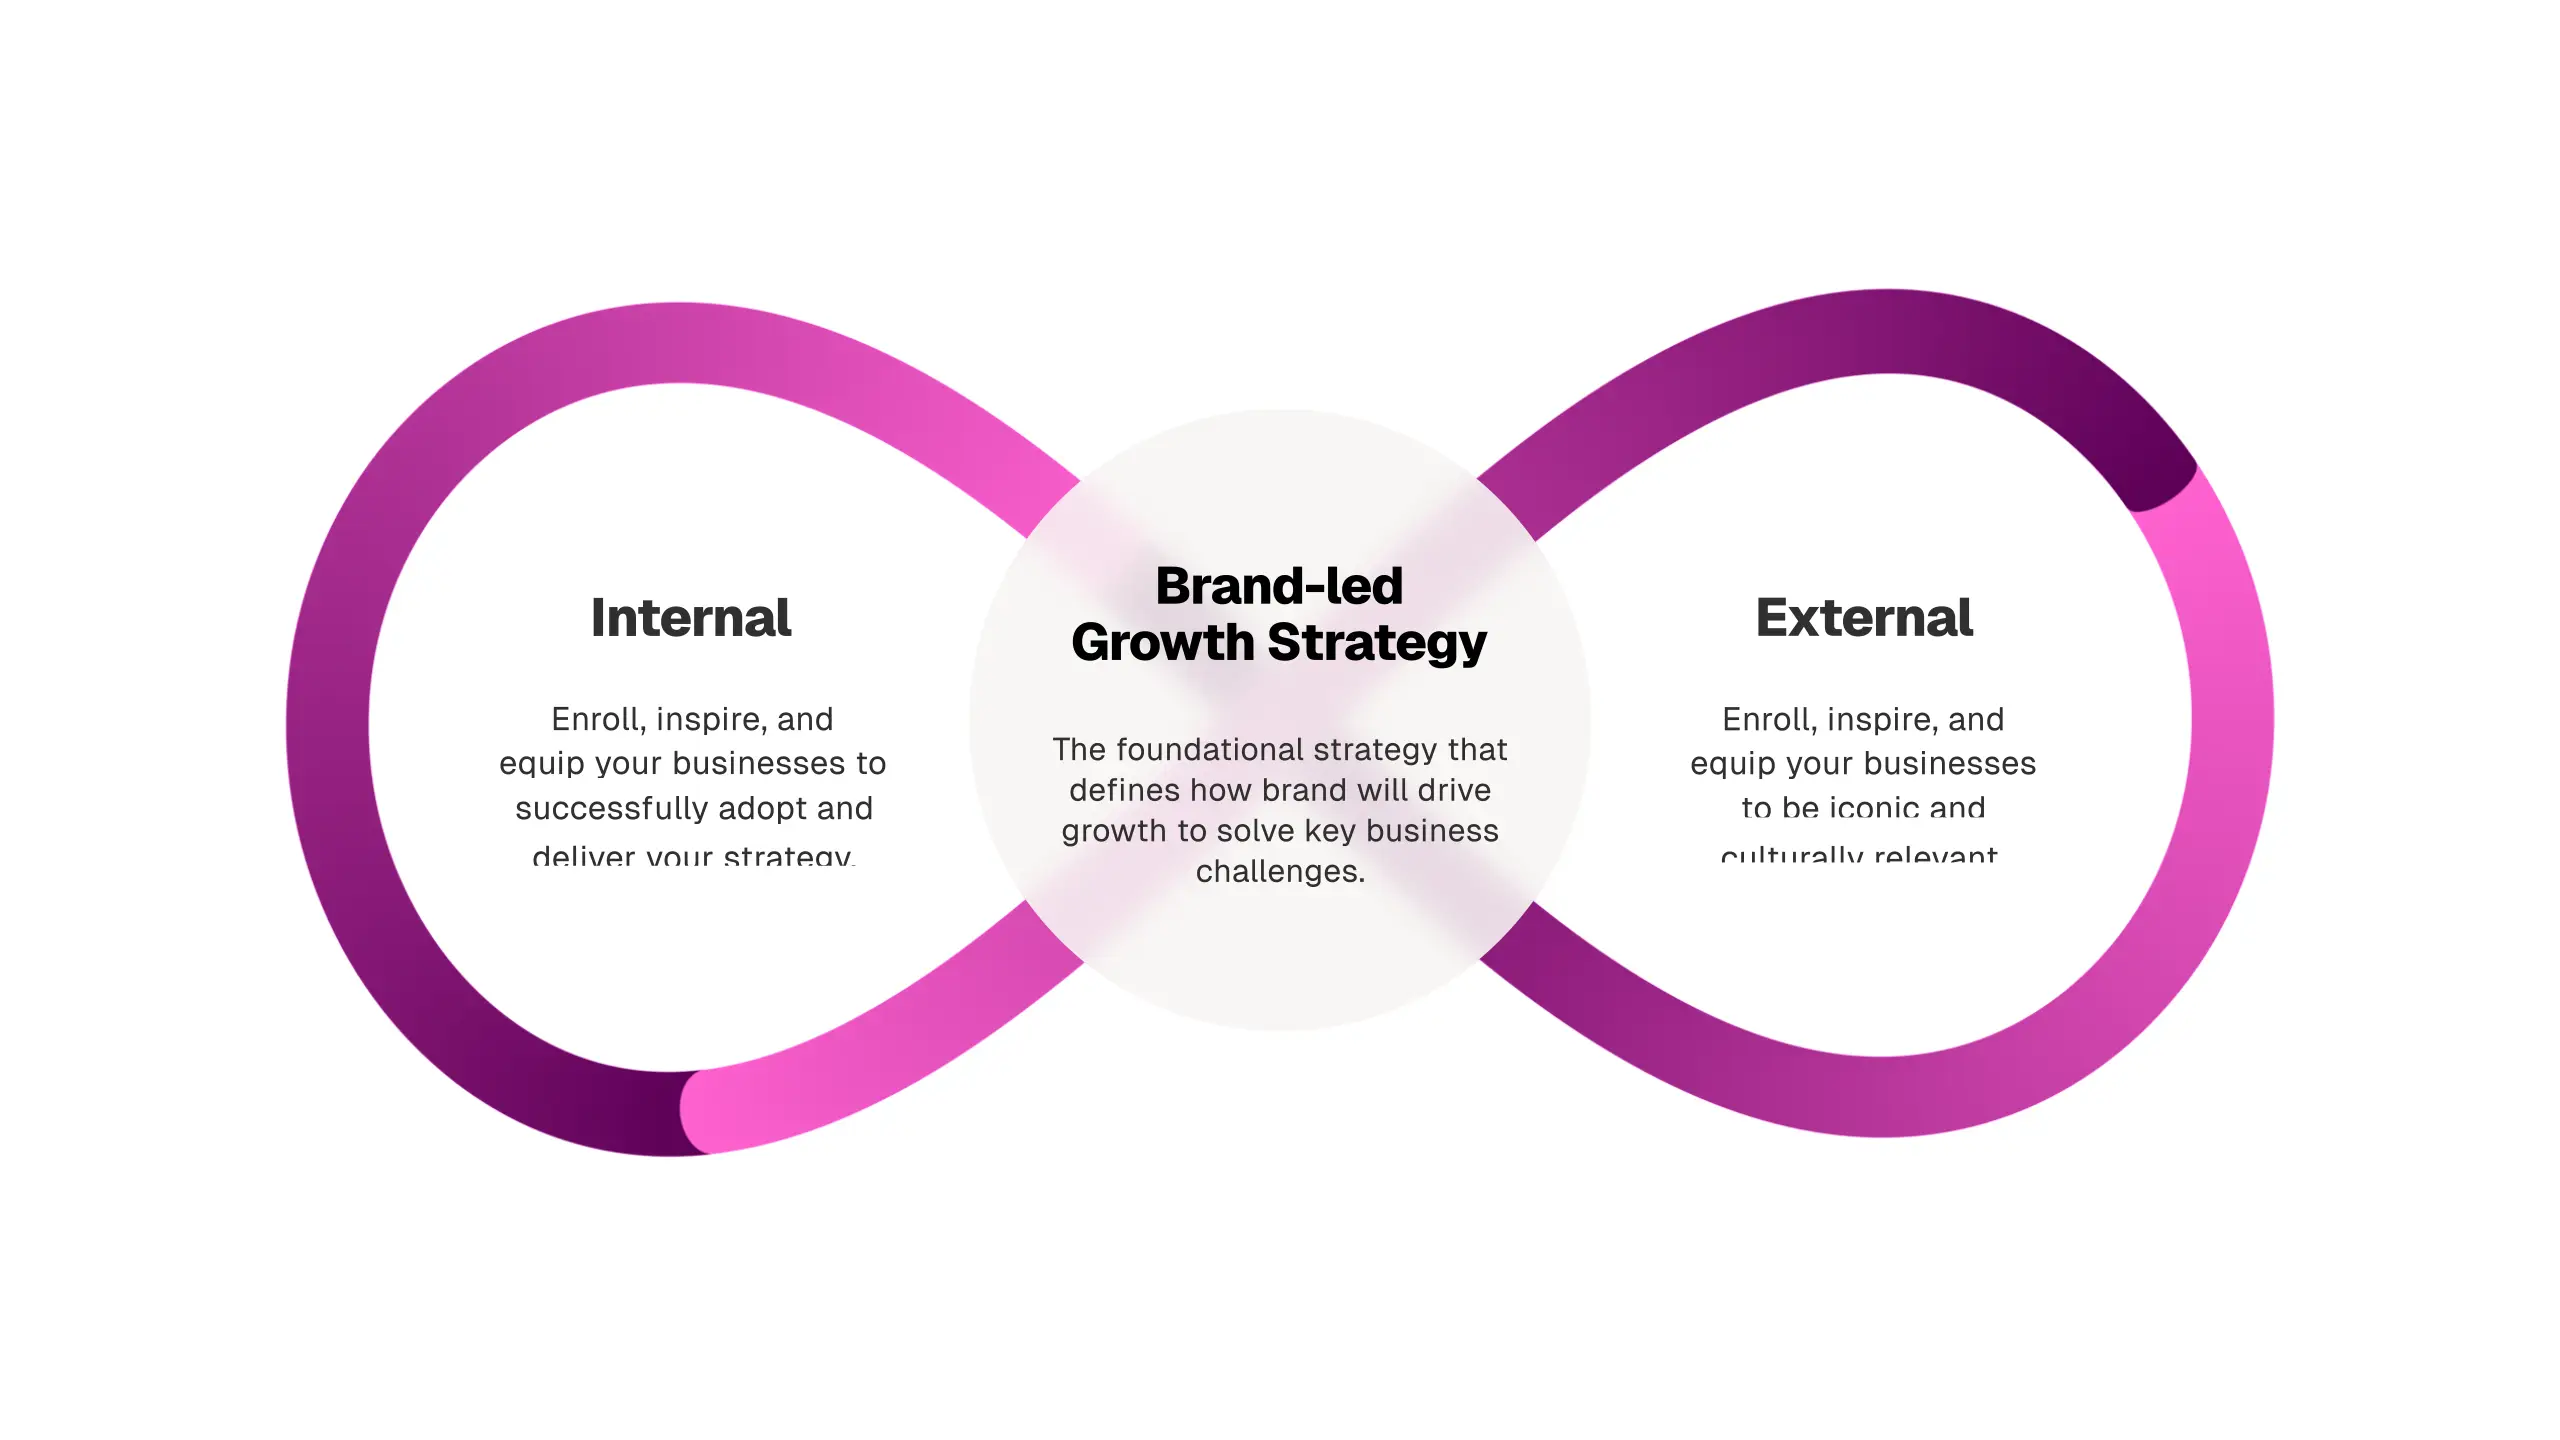 Internal
Enroll, inspire, and
equip your businesses to
successfully adopt and
deliver your strategy.
Brand-led
Growth Strategy
The foundational strategy that
defines how brand will drive
growth to solve key business
challenges.
External
Enroll, inspire, and
equip your businesses
to be iconic and
culturally relevant